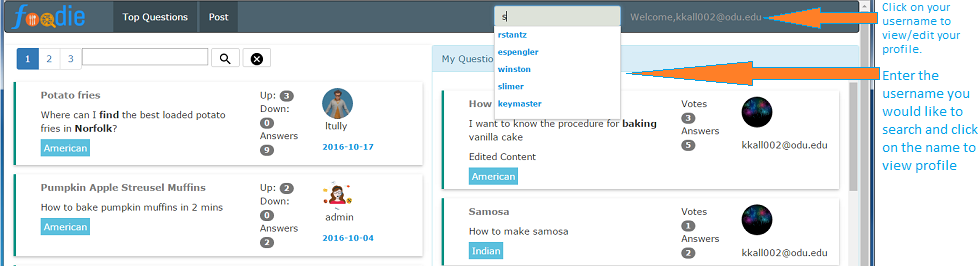 foodie
Top Questions
Post
s
Welcome,kkall002@odu.edu
Click on your
username to
view/edit your
profile.
rstantz
espengler
winston
slimer
keymaster
Enter the
username you
would like to
search and click
on the name to
view profile
1 2 3
My Question
Potato fries
Where can I find the best loaded potato
fries in Norfolk?
American
Up: 3
Down:
0
Answers
9
ltully
2016-10-17
Pumpkin Apple Streusel Muffins
How to bake pumpkin muffins in 2 mins
American
Up: 2
Down:
0
Answers
2
admin
2016-10-04
How
I want to know the procedure for baking
vanilla cake
Edited Content
American
Votes
3
Answers
5
kkall002@odu.edu
Samosa
How to make samosa
Indian
Votes
1
Answers
2
kkall002@odu.edu